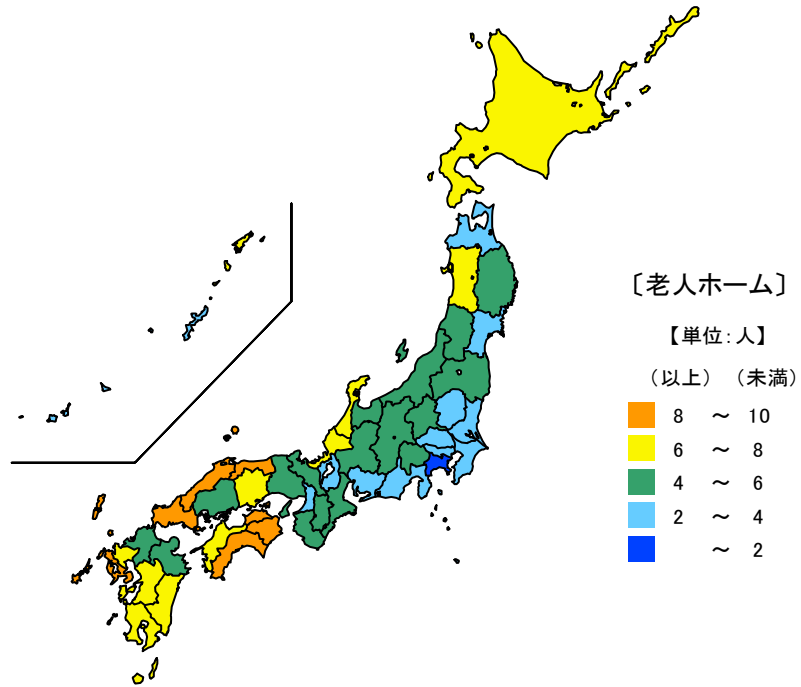 〔老人ホーム〕
【単位：人】
（以上） （未満）
8 ～ 10
6 ～ 8
4 ～ 6
2 ～ 4
～ 2